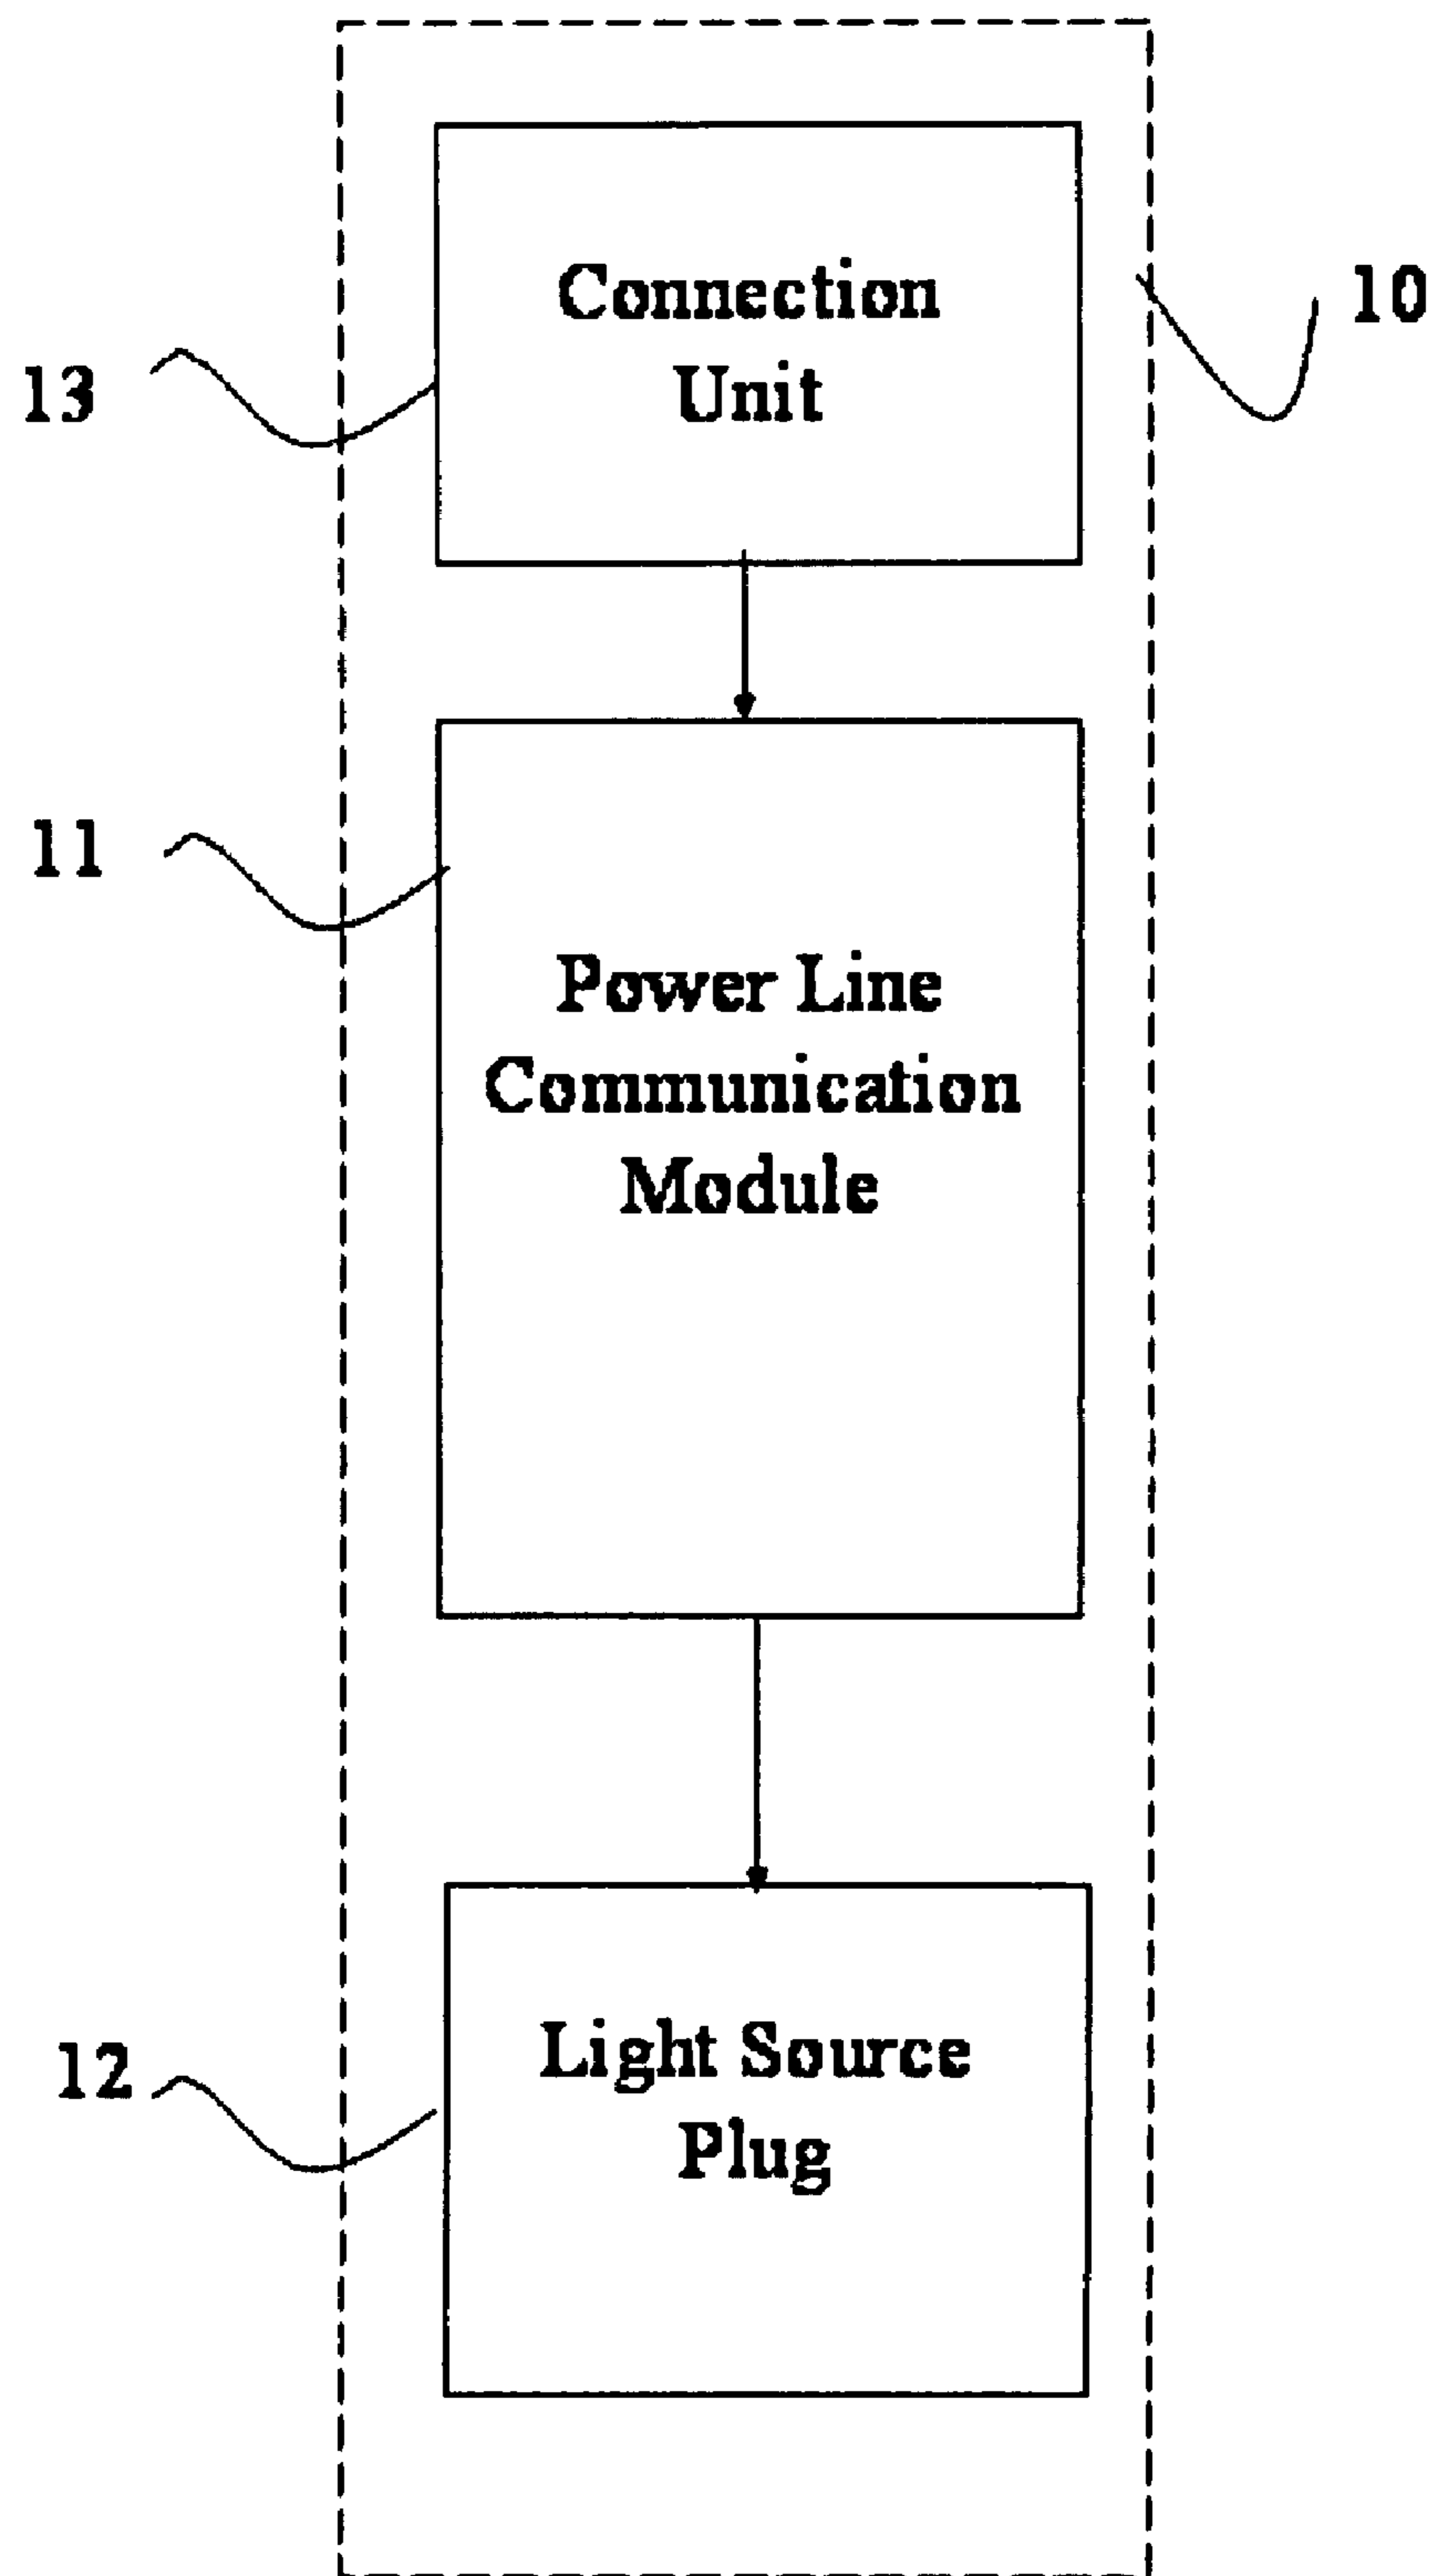 Connection
Unit
10
13
11
Power Line
Communication
Module
Light Source
Plug
12